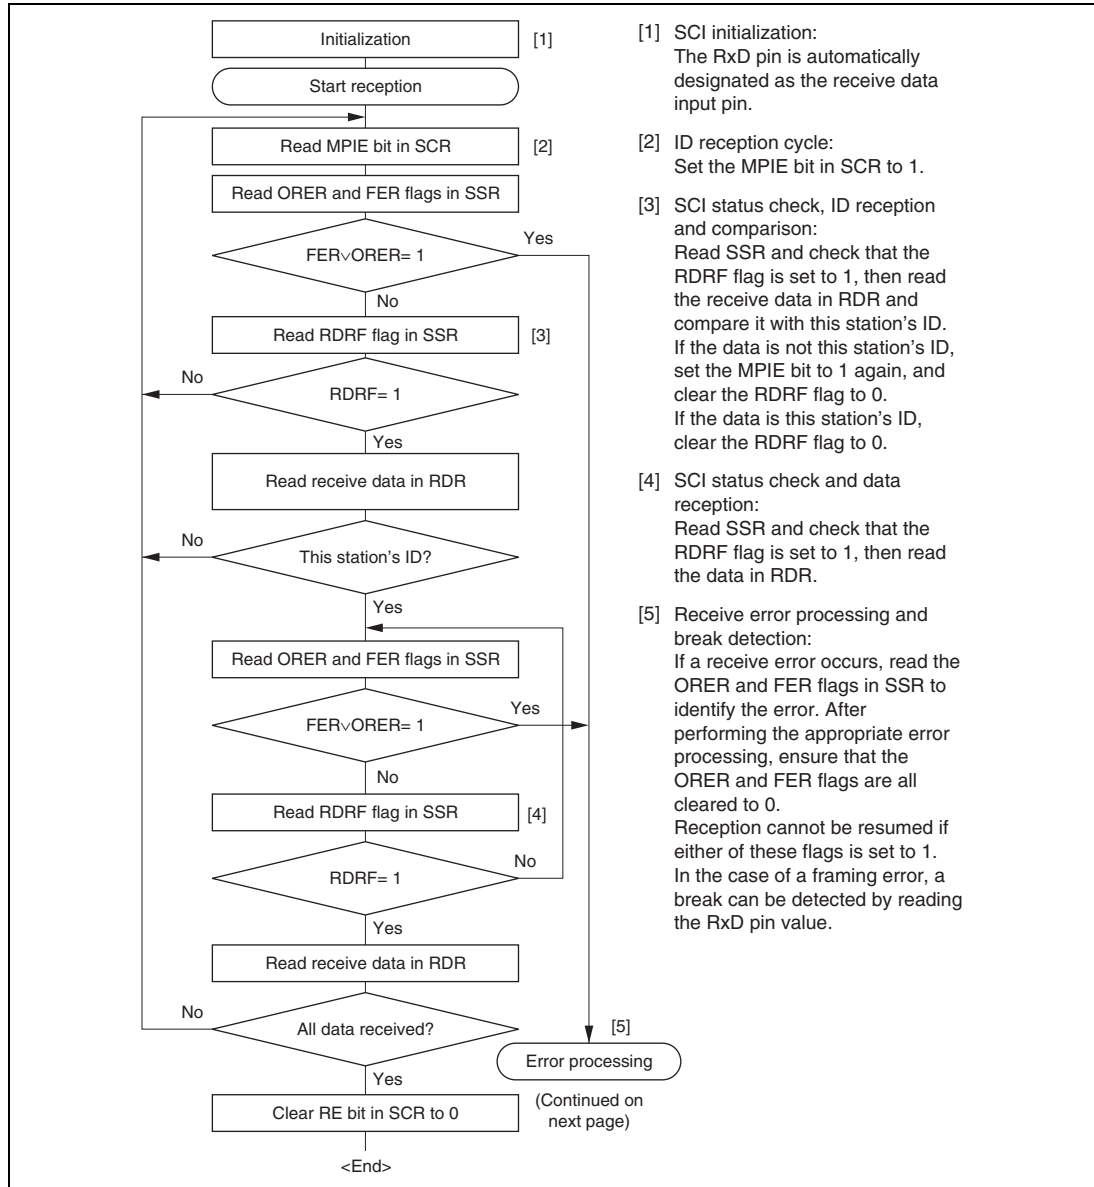 Initialization
[1]
Start reception
Read MPIE bit in SCR
[2]
Read ORER and FER flags in SSR
FER∨ORER= 1
Yes
No
Read RDRF flag in SSR
[3]
RDRF= 1
No
Yes
Read receive data in RDR
This station's ID?
No
Yes
Read ORER and FER flags in SSR
FER∨ORER= 1
Yes
No
Read RDRF flag in SSR
[4]
RDRF= 1
No
Yes
Read receive data in RDR
All data received?
No
Yes
[5]
Error processing
(Continued on
next page)
Clear RE bit in SCR to 0
<End>
[1] SCI initialization:
The RxD pin is automatically
designated as the receive data
input pin.
[2] ID reception cycle:
Set the MPIE bit in SCR to 1.
[3] SCI status check, ID reception
and comparison:
Read SSR and check that the
RDRF flag is set to 1, then read
the receive data in RDR and
compare it with this station's ID.
If the data is not this station's ID,
set the MPIE bit to 1 again, and
clear the RDRF flag to 0.
If the data is this station's ID,
clear the RDRF flag to 0.
[4] SCI status check and data
reception:
Read SSR and check that the
RDRF flag is set to 1, then read
the data in RDR.
[5] Receive error processing and
break detection:
If a receive error occurs, read the
ORER and FER flags in SSR to
identify the error. After
performing the appropriate error
processing, ensure that the
ORER and FER flags are all
cleared to 0.
Reception cannot be resumed if
either of these flags is set to 1.
In the case of a framing error, a
break can be detected by reading
the RxD pin value.